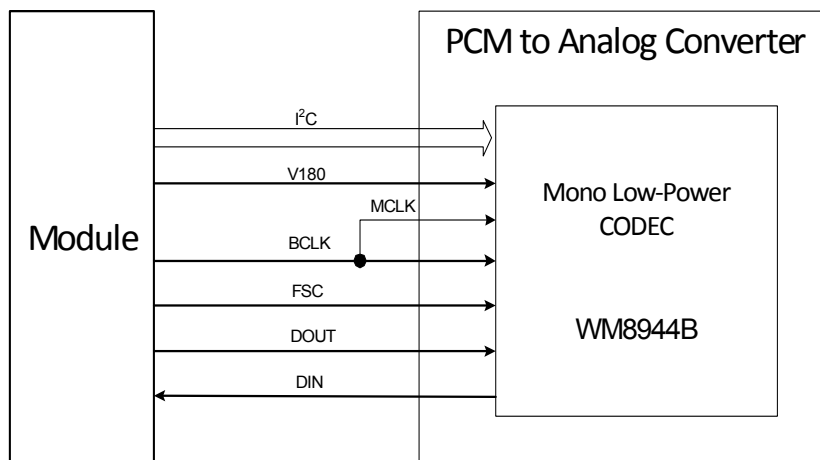 PCM to Analog Converter
I²C
V180
MCLK
Mono Low-Power
CODEC
Module
BCLK
FSC
WM8944B
DOUT
DIN